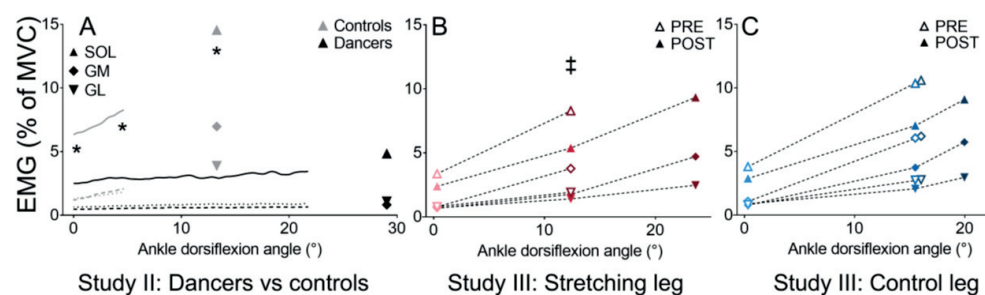 A
B
C
EMG (% of MVC)
15
10
5
0
▲ SOL
◆ GM
▼ GL
▲ Controls
▲ Dancers
*
*
*
0 10 20 30
Ankle dorsiflexion angle (°)
Study II: Dancers vs controls
15
10
5
0
△ PRE
▲ POST
‡
0 10 20
Ankle dorsiflexion angle (°)
Study III: Stretching leg
15
10
5
0
△ PRE
▲ POST
0 10 20
Ankle dorsiflexion angle (°)
Study III: Control leg